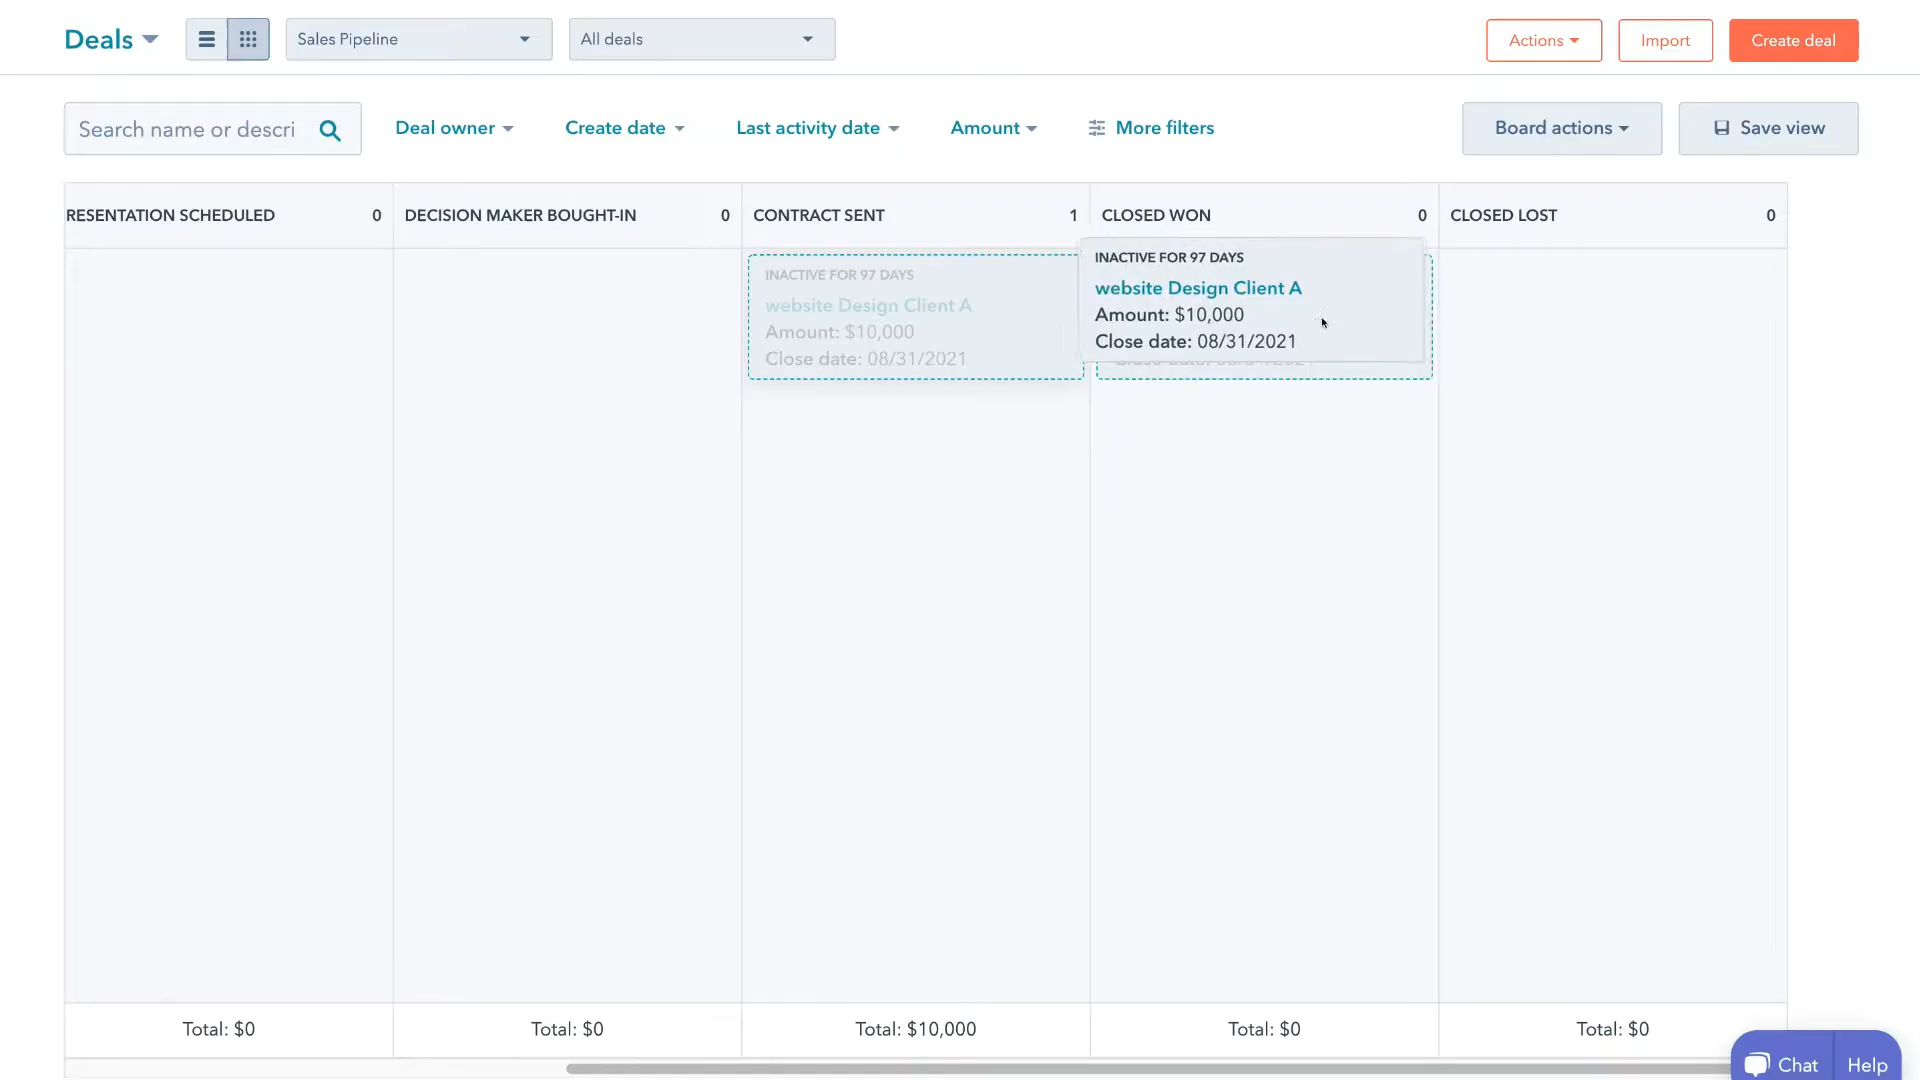 Deals
Sales Pipeline
All deals
Actions
Import
Create deal
Search name or descri
Deal owner
Create date
Last activity date
Amount
More filters
Board actions
Save view
RESENTATION SCHEDULED 0
DECISION MAKER BOUGHT-IN 0
CONTRACT SENT 1
CLOSED WON 0
CLOSED LOST 0
INACTIVE FOR 97 DAYS
website Design Client A
Amount: $10,000
Close date: 08/31/2021
INACTIVE FOR 97 DAYS
website Design Client A
Amount: $10,000
Close date: 08/31/2021
Total: $0
Total: $0
Total: $10,000
Total: $0
Total: $0
Chat
Help